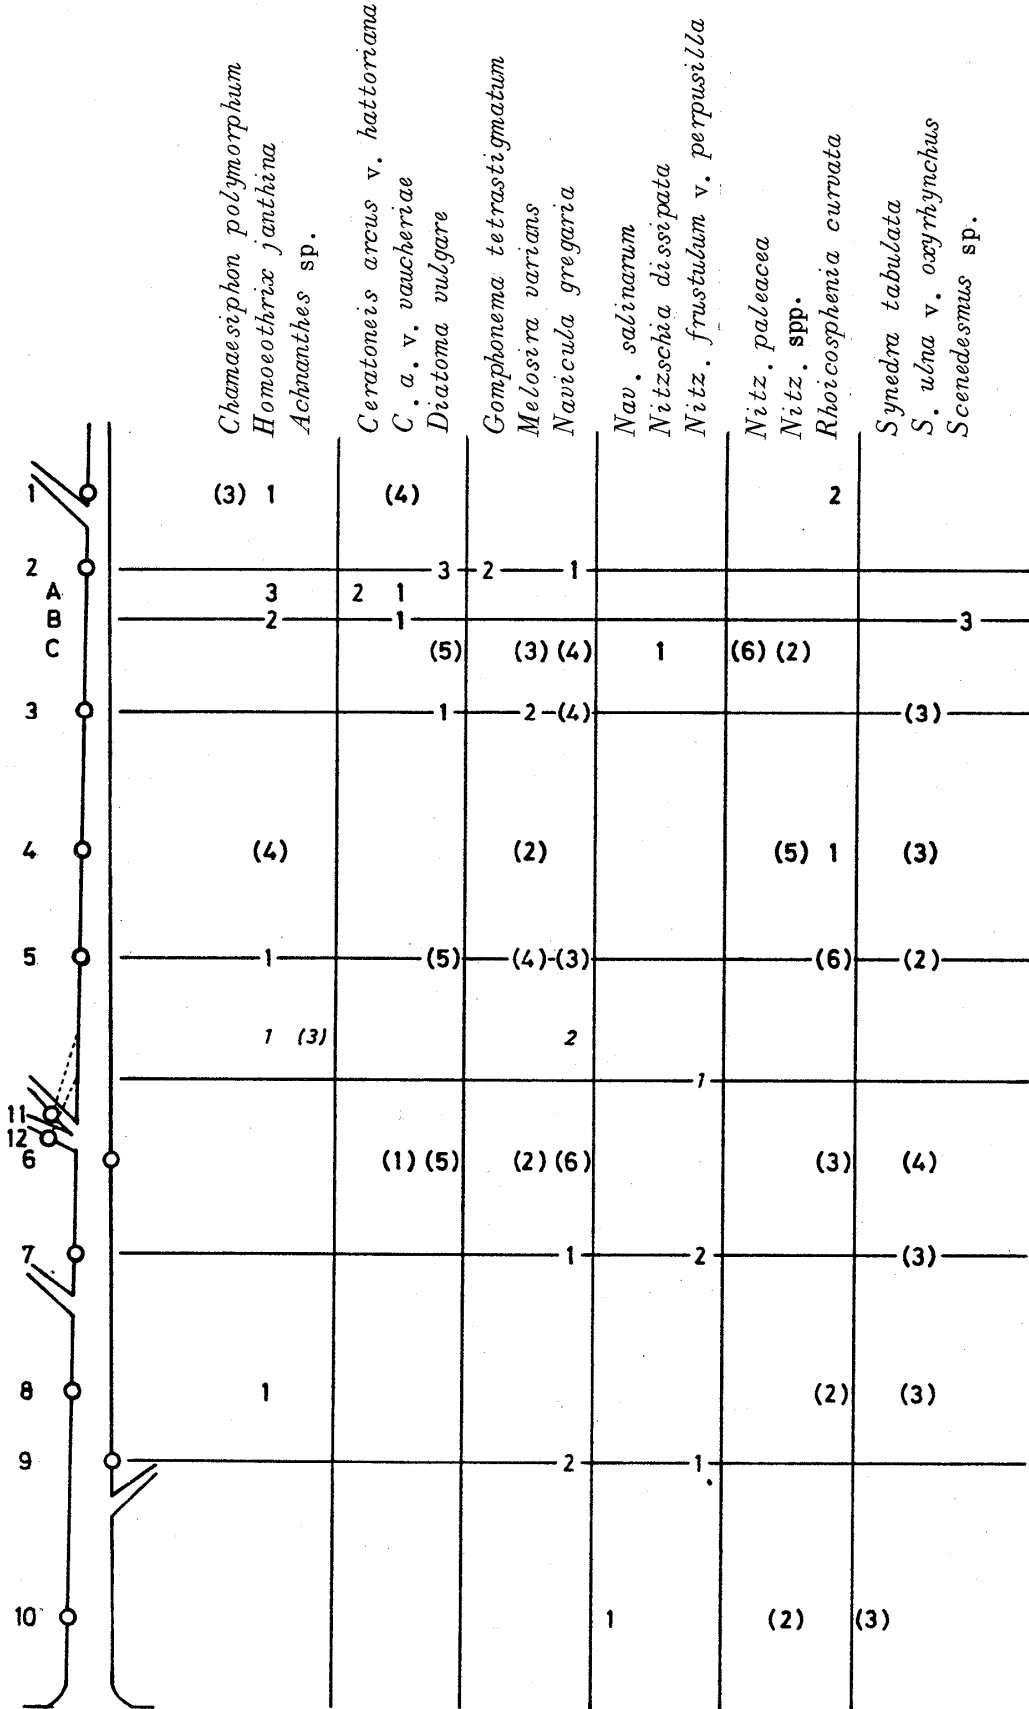 Chamaesiphon polymorphum
Homoeothrix janthina
Achnanthes sp.
Ceratoneis arcus v. hattoriana
C. a. v. vaucheriae
Diatoma vulgare
Gomphonema tetrastigmatum
Melosira varians
Navicula gregaria
Nav. salinarum
Nitzschia dissipata
Nitz. frustulum v. perpusilla
Nitz. paleacea
Nitz. spp.
Rhoicosphenia curvata
Synedra tabulata
S. ulna v. oxyrhynchus
Scenedesmus sp.
1 (3) 1 (4) 2
2 3 2 1
A 3 2 1
B 2 1 3
C (5) (3) (4) 1 (6) (2)
3 1 2 (4) (3)
4 (4) (2) (5) 1 (3)
5 1 (5) (4) (3) (6) (2)
1 (3) 2
1
11
12
6 (1) (5) (2) (6) (3) (4)
7 1 2 (3)
8 1 (2) (3)
9 2 1
10 1 (2) (3)